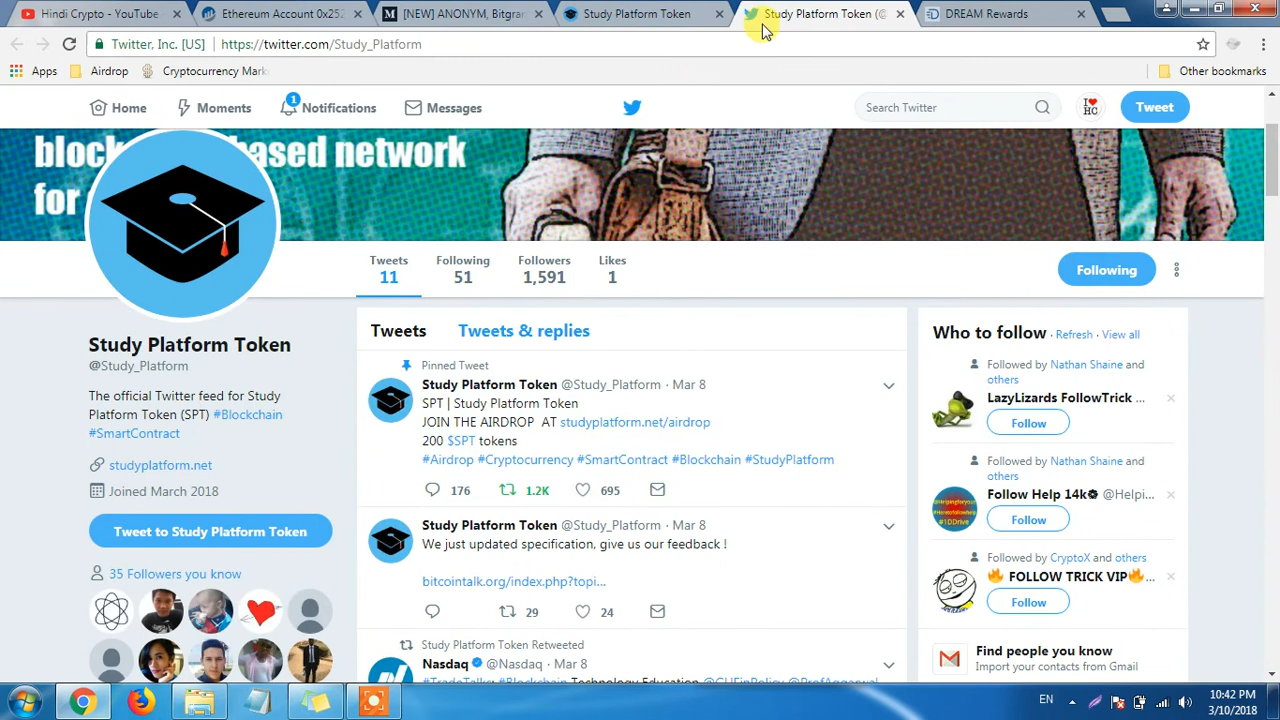 Hindi Crypto - YouTube
Ethereum Account 0x252
[NEW] ANONYM, Bitgran
Study Platform Token
Study Platform Token (@
DREAM Rewards
Twitter, Inc. [US]
https://twitter.com/Study_Platform
Apps
Airdrop
Cryptocurrency Mark
Other bookmarks
Home
Moments
1
Notifications
Messages
Search Twitter
I ♥
HC
Tweet
block based network
for
Tweets
11
Following
51
Followers
1,591
Likes
1
Following
Study Platform Token
@Study_Platform
The official Twitter feed for Study
Platform Token (SPT) #Blockchain
#SmartContract
studyplatform.net
Joined March 2018
Tweet to Study Platform Token
35 Followers you know
Tweets
Tweets & replies
Pinned Tweet
Study Platform Token @Study_Platform · Mar 8
SPT | Study Platform Token
JOIN THE AIRDROP AT studyplatform.net/airdrop
200 $SPT tokens
#Airdrop #Cryptocurrency #SmartContract #Blockchain #StudyPlatform
176
1.2K
695
Study Platform Token @Study_Platform · Mar 8
We just updated specification, give us our feedback !
bitcointalk.org/index.php?topi...
29
24
Study Platform Token Retweeted
Nasdaq @Nasdaq · Mar 8
#TradeTalks: #Blockchain Technology Education @GUFinPolicy @ProfAggarwal
Who to follow · Refresh · View all
Followed by Nathan Shaine and
others
LazyLizards FollowTrick ...
Follow
Followed by Nathan Shaine and
others
Follow Help 14k @Helpi...
Follow
Followed by CryptoX and others
🔥 FOLLOW TRICK VIP🔥...
Follow
Find people you know
Import your contacts from Gmail
EN
10:42 PM
3/10/2018